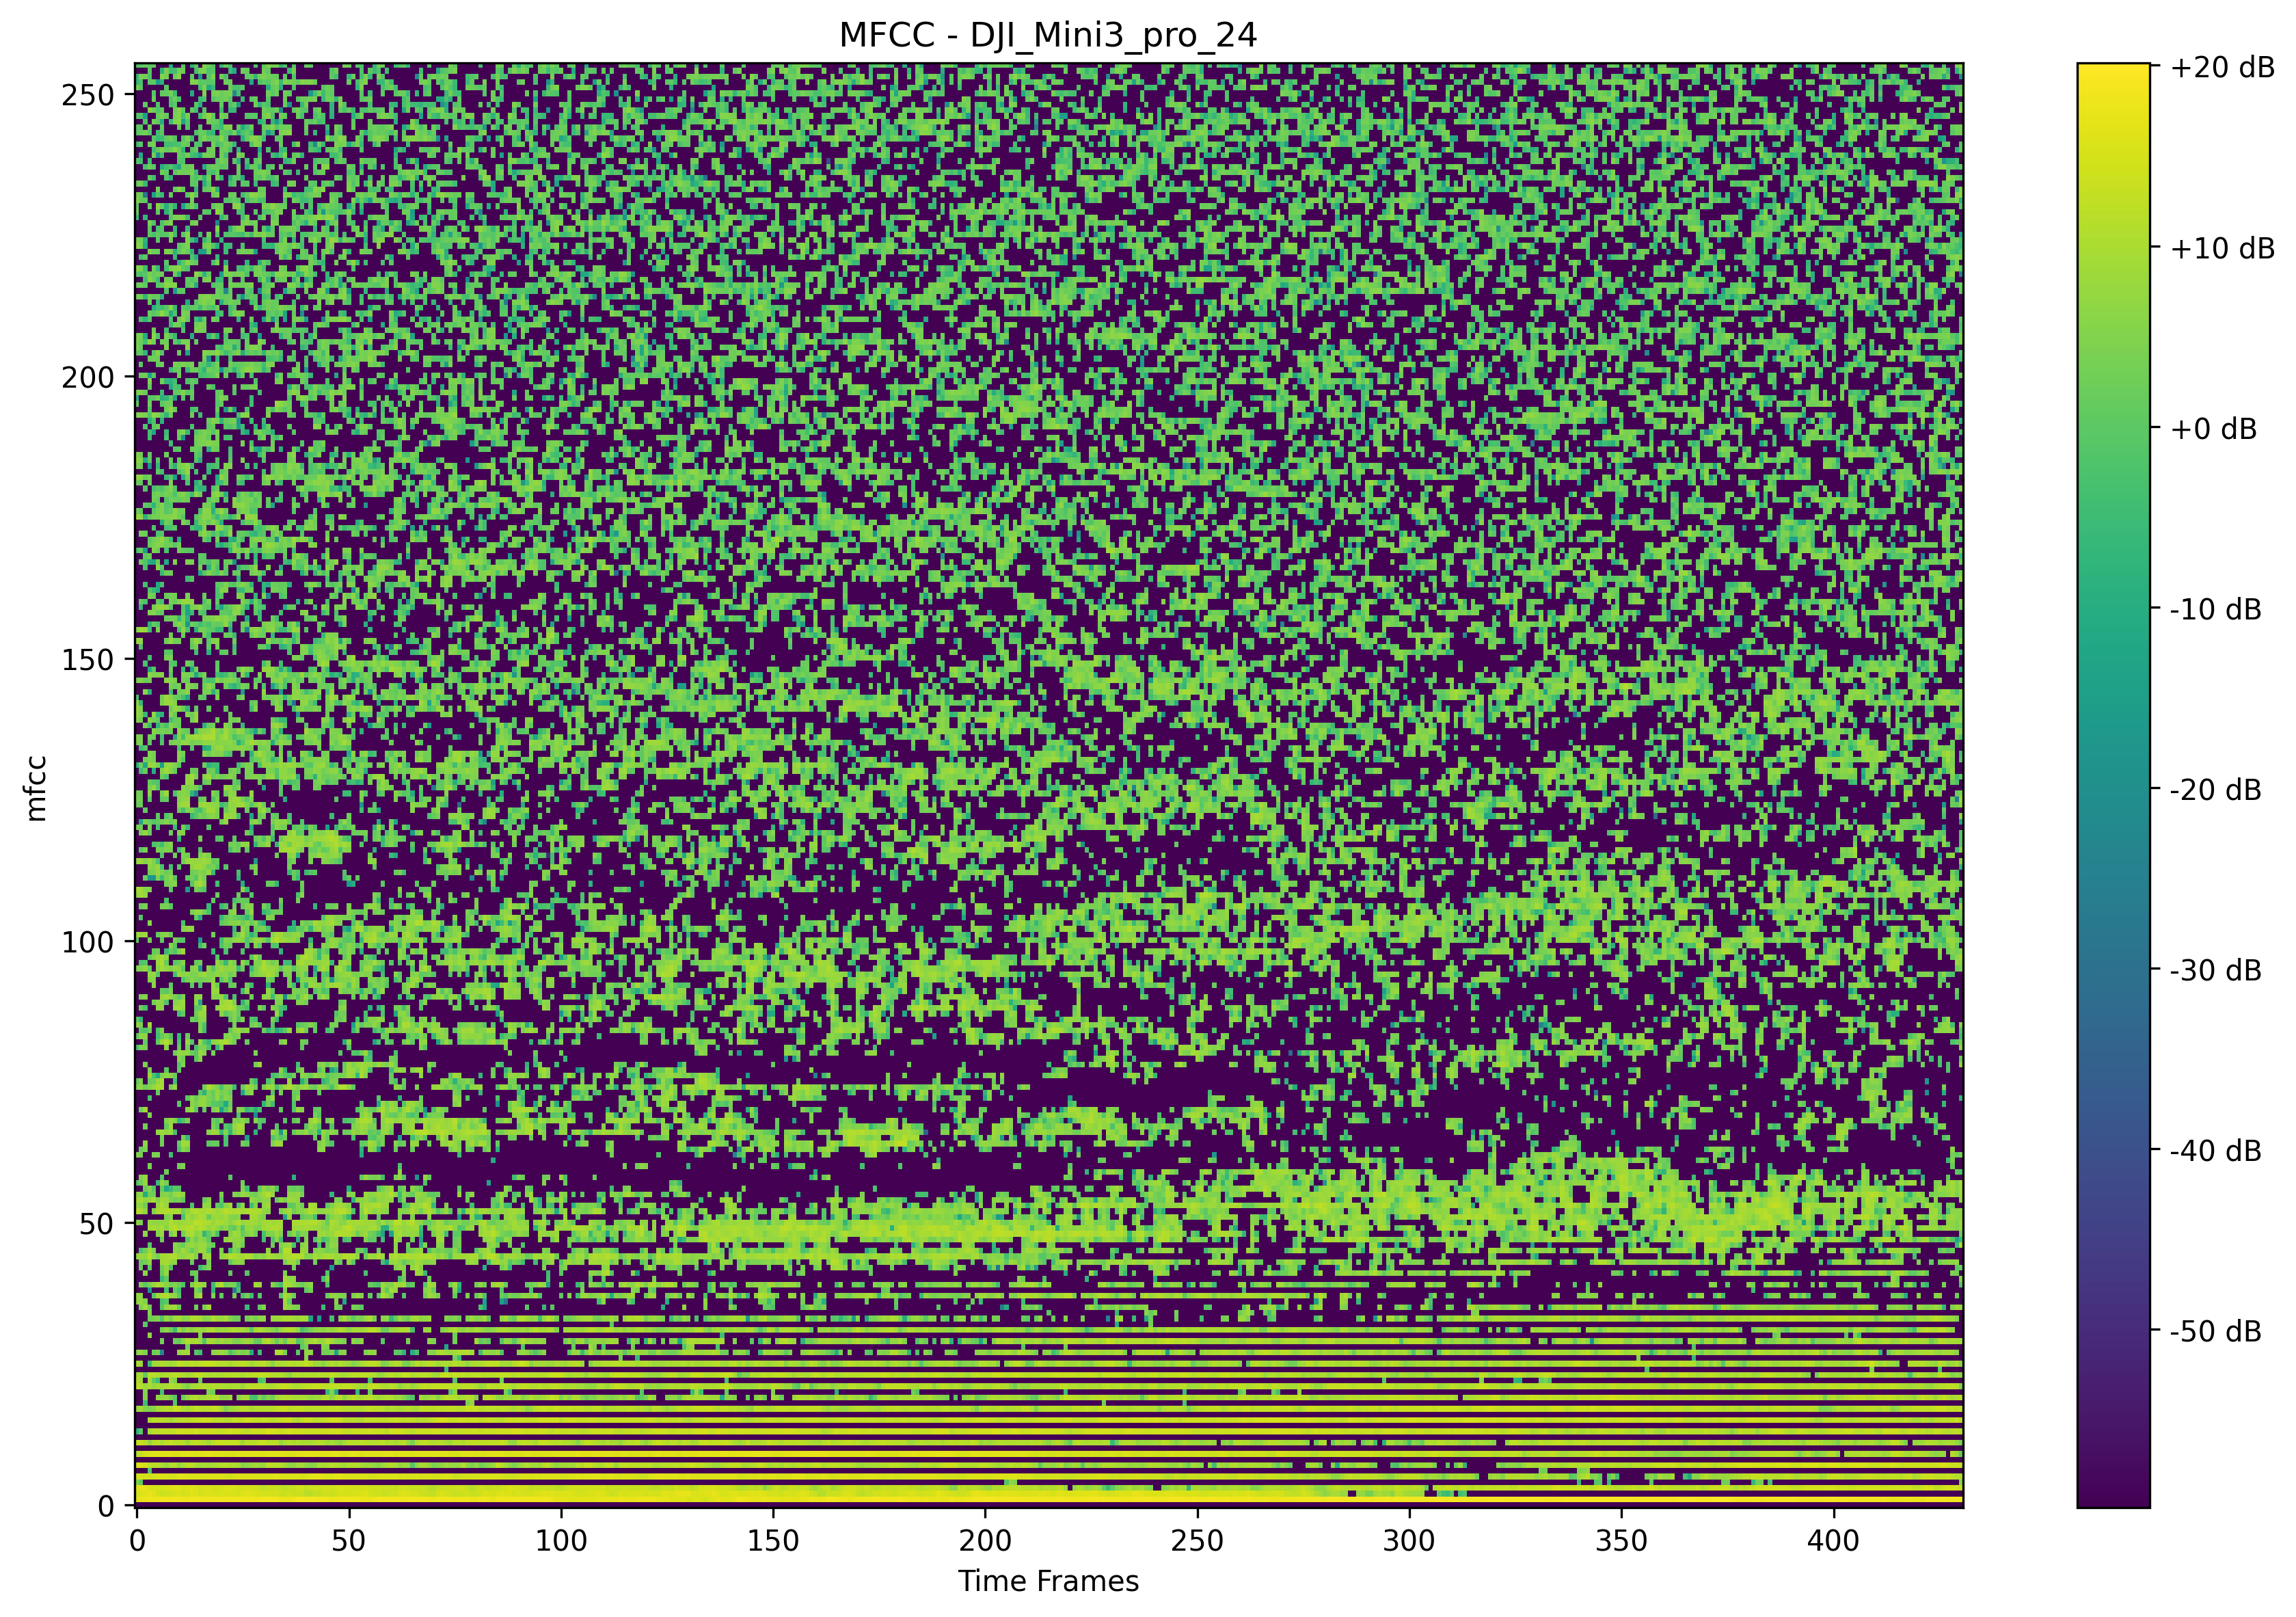 MFCC - DJI_Mini3_pro_24
250
200
150
100
50
0
mfcc
0 50 100 150 200 250 300 350 400
Time Frames
+20 dB
+10 dB
+0 dB
-10 dB
-20 dB
-30 dB
-40 dB
-50 dB